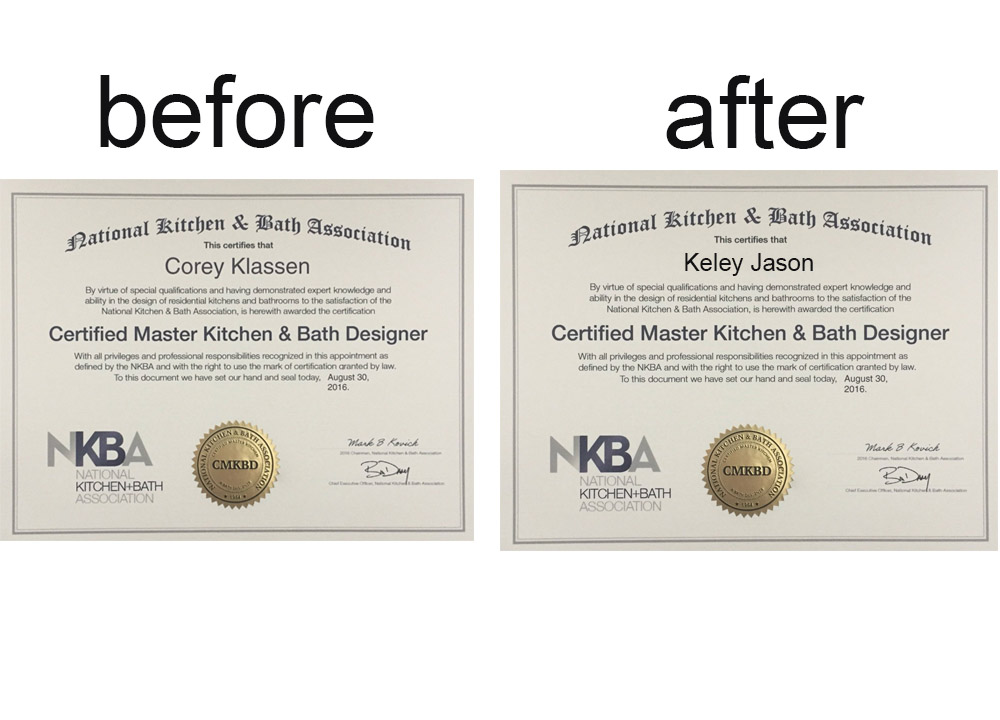 before
after
National Kitchen & Bath Association
This certifies that
Corey Klassen
By virtue of special qualifications and having demonstrated expert knowledge and
ability in the design of residential kitchens and bathrooms to the satisfaction of the
National Kitchen & Bath Association, is herewith awarded the certification
Certified Master Kitchen & Bath Designer
With all privileges and professional responsibilities recognized in this appointment as
defined by the NKBA and with the right to use the mark of certification granted by law.
To this document we have set our hand and seal today, August 30,
2016.
NKBA
NATIONAL
KITCHEN+BATH
ASSOCIATION
NATIONAL KITCHEN & BATH ASSOCIATION
CMKBD
Mark B Kovich
2016 Chairman, National Kitchen & Bath Association
Chief Executive Officer, National Kitchen & Bath Association
National Kitchen & Bath Association
This certifies that
Keley Jason
By virtue of special qualifications and having demonstrated expert knowledge and
ability in the design of residential kitchens and bathrooms to the satisfaction of the
National Kitchen & Bath Association, is herewith awarded the certification
Certified Master Kitchen & Bath Designer
With all privileges and professional responsibilities recognized in this appointment as
defined by the NKBA and with the right to use the mark of certification granted by law.
To this document we have set our hand and seal today, August 30,
2016.
NKBA
NATIONAL
KITCHEN+BATH
ASSOCIATION
NATIONAL KITCHEN & BATH ASSOCIATION
CMKBD
Mark B Kovich
2016 Chairman, National Kitchen & Bath Association
Chief Executive Officer, National Kitchen & Bath Association